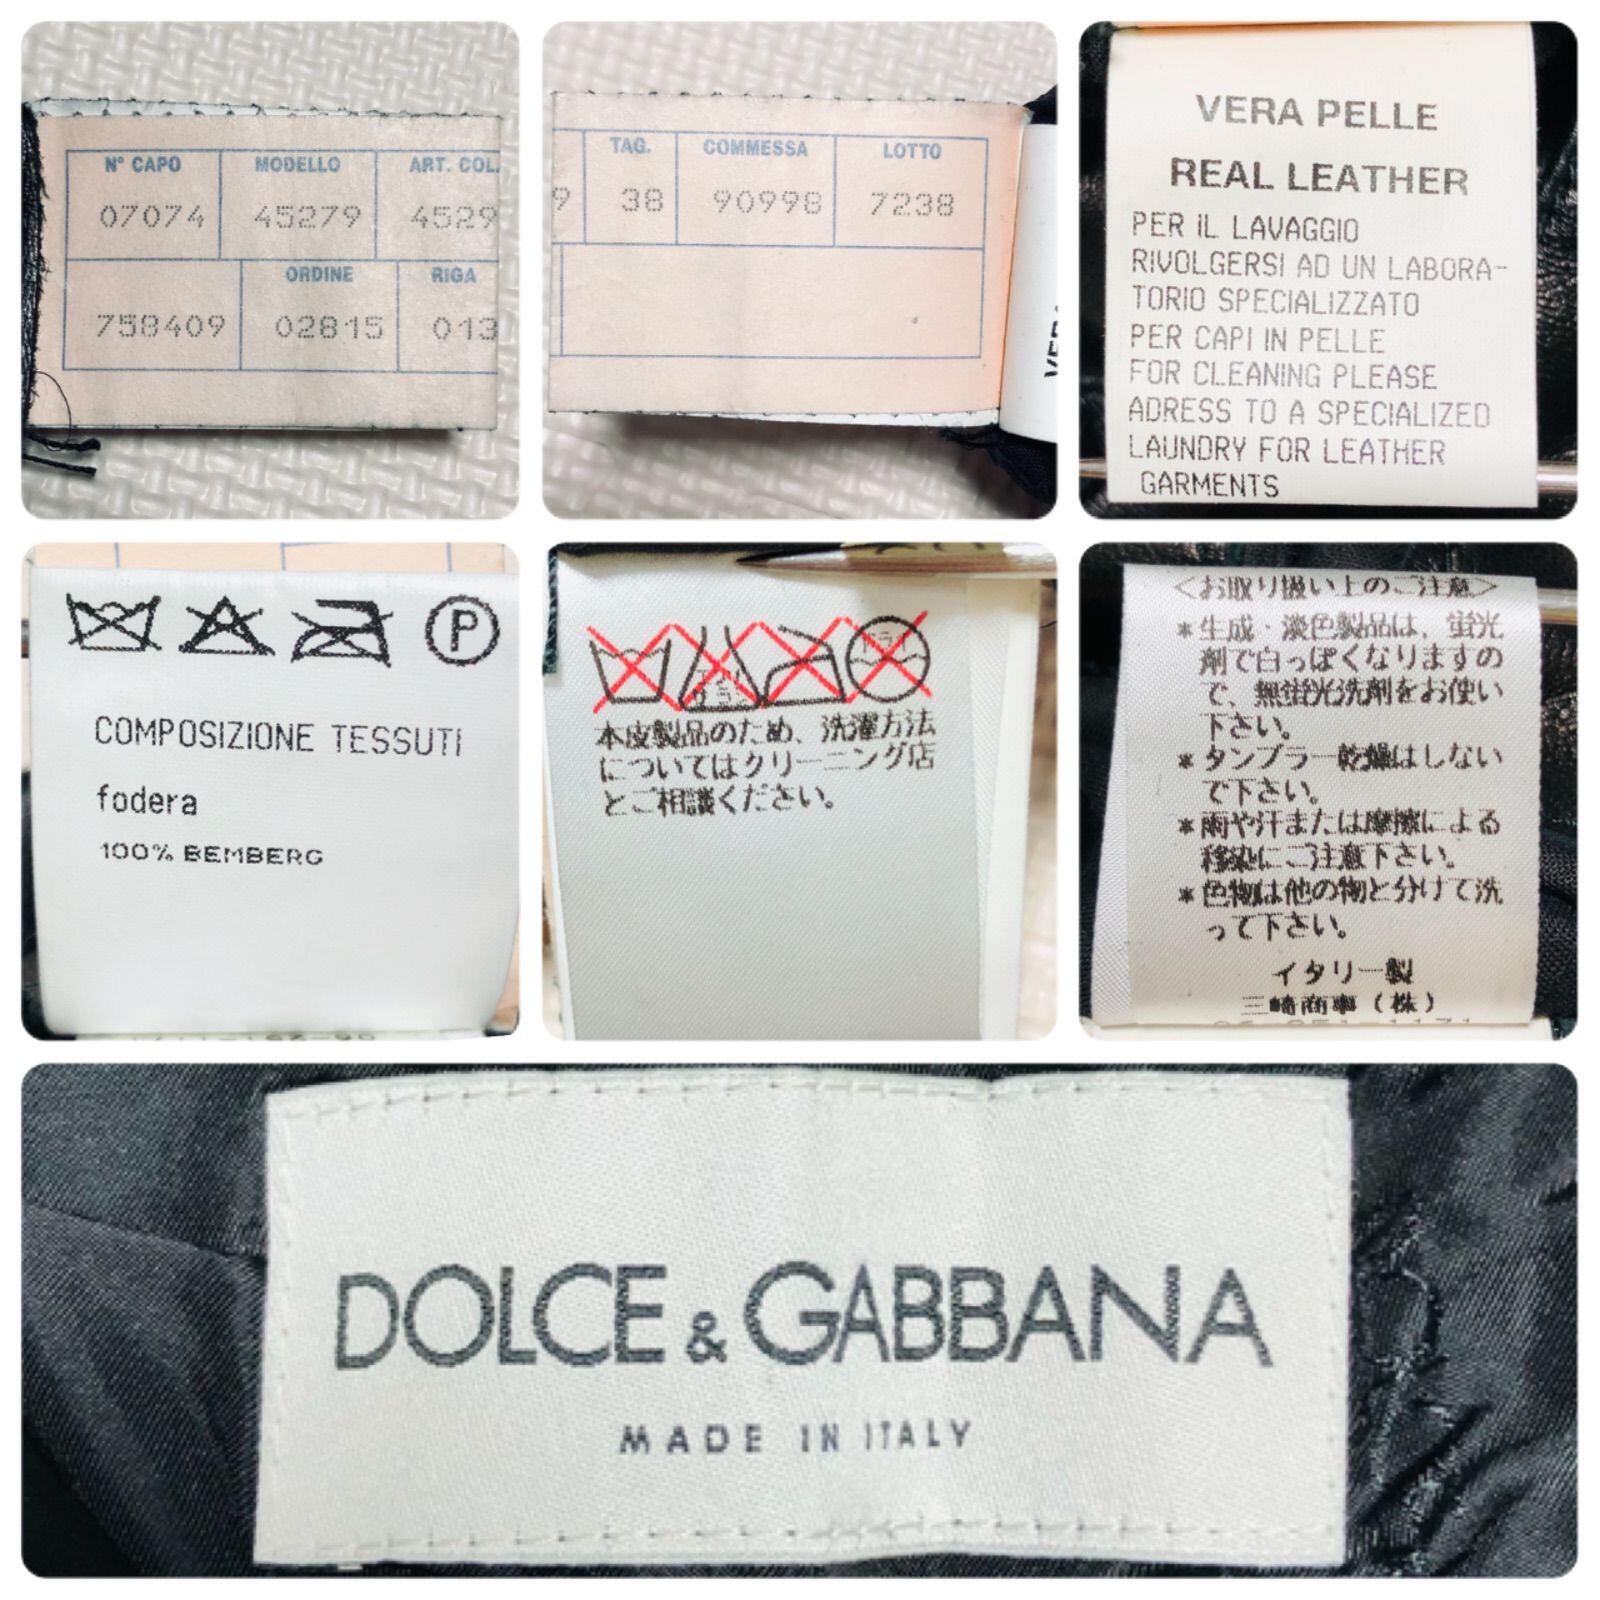 N° CAPO MODELLO ART. COL.
07074 45279 4529
ORDINE RIGA
758409 02815 013
TAG. COMMESSA LOTTO
9 38 90998 7238
VERA PELLE
REAL LEATHER
PER IL LAVAGGIO
RIVOLGERSI AD UN LABORA-
TORIO SPECIALIZZATO
PER CAPI IN PELLE
FOR CLEANING PLEASE
ADRESS TO A SPECIALIZED
LAUNDRY FOR LEATHER
GARMENTS
P
COMPOSIZIONE TESSUTI
fodera
100% BEMBERG
ドライ
本皮製品のため、洗濯方法
についてはクリーニング店
とご相談ください。
<お取り扱い上のご注意>
*生成・淡色製品は、蛍光
剤で白っぽくなりますの
で、無蛍光洗剤をお使い
下さい。
*タンブラー乾燥はしない
で下さい。
*雨や汗または摩擦による
移染にご注意下さい。
*色物は他の物と分けて洗
って下さい。
イタリー製
三崎商事(株)
DOLCE & GABBANA
MADE IN ITALY